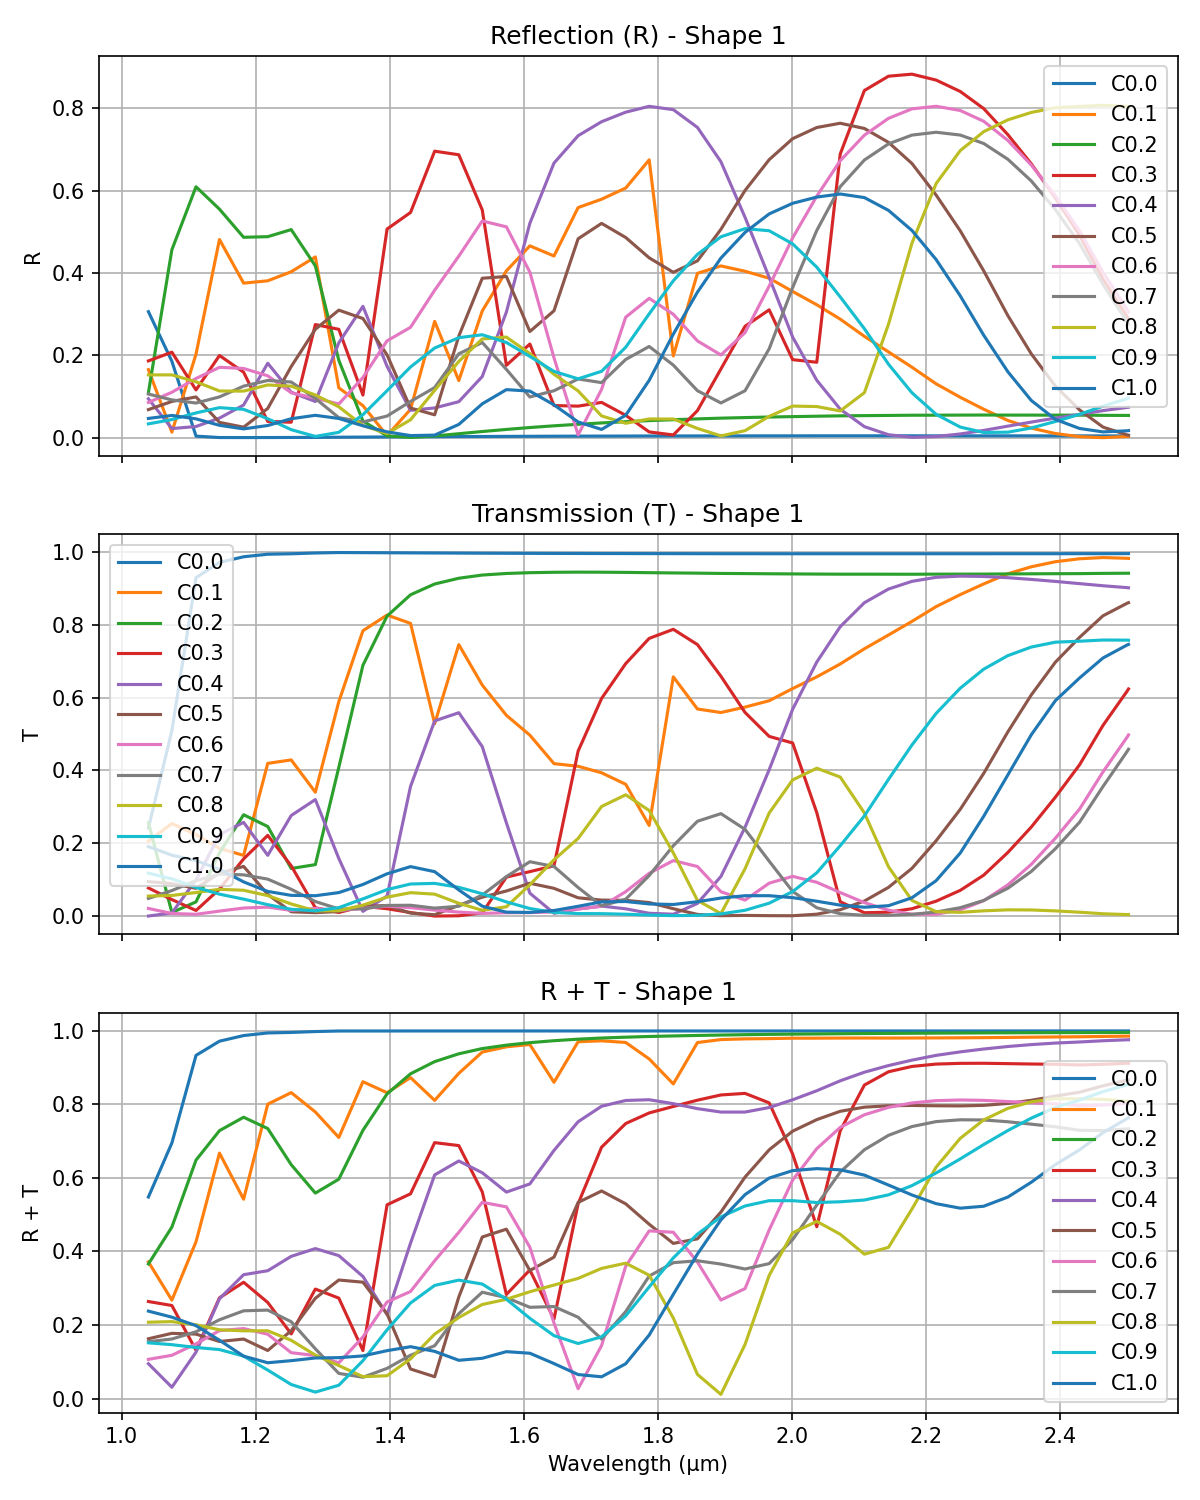 Reflection (R) - Shape 1
R
0.8
0.6
0.4
0.2
0.0
C0.0
C0.1
C0.2
C0.3
C0.4
C0.5
C0.6
C0.7
C0.8
C0.9
C1.0
Transmission (T) - Shape 1
T
1.0
0.8
0.6
0.4
0.2
0.0
C0.0
C0.1
C0.2
C0.3
C0.4
C0.5
C0.6
C0.7
C0.8
C0.9
C1.0
R + T - Shape 1
R + T
1.0
0.8
0.6
0.4
0.2
0.0
C0.0
C0.1
C0.2
C0.3
C0.4
C0.5
C0.6
C0.7
C0.8
C0.9
C1.0
1.0 1.2 1.4 1.6 1.8 2.0 2.2 2.4
Wavelength (µm)